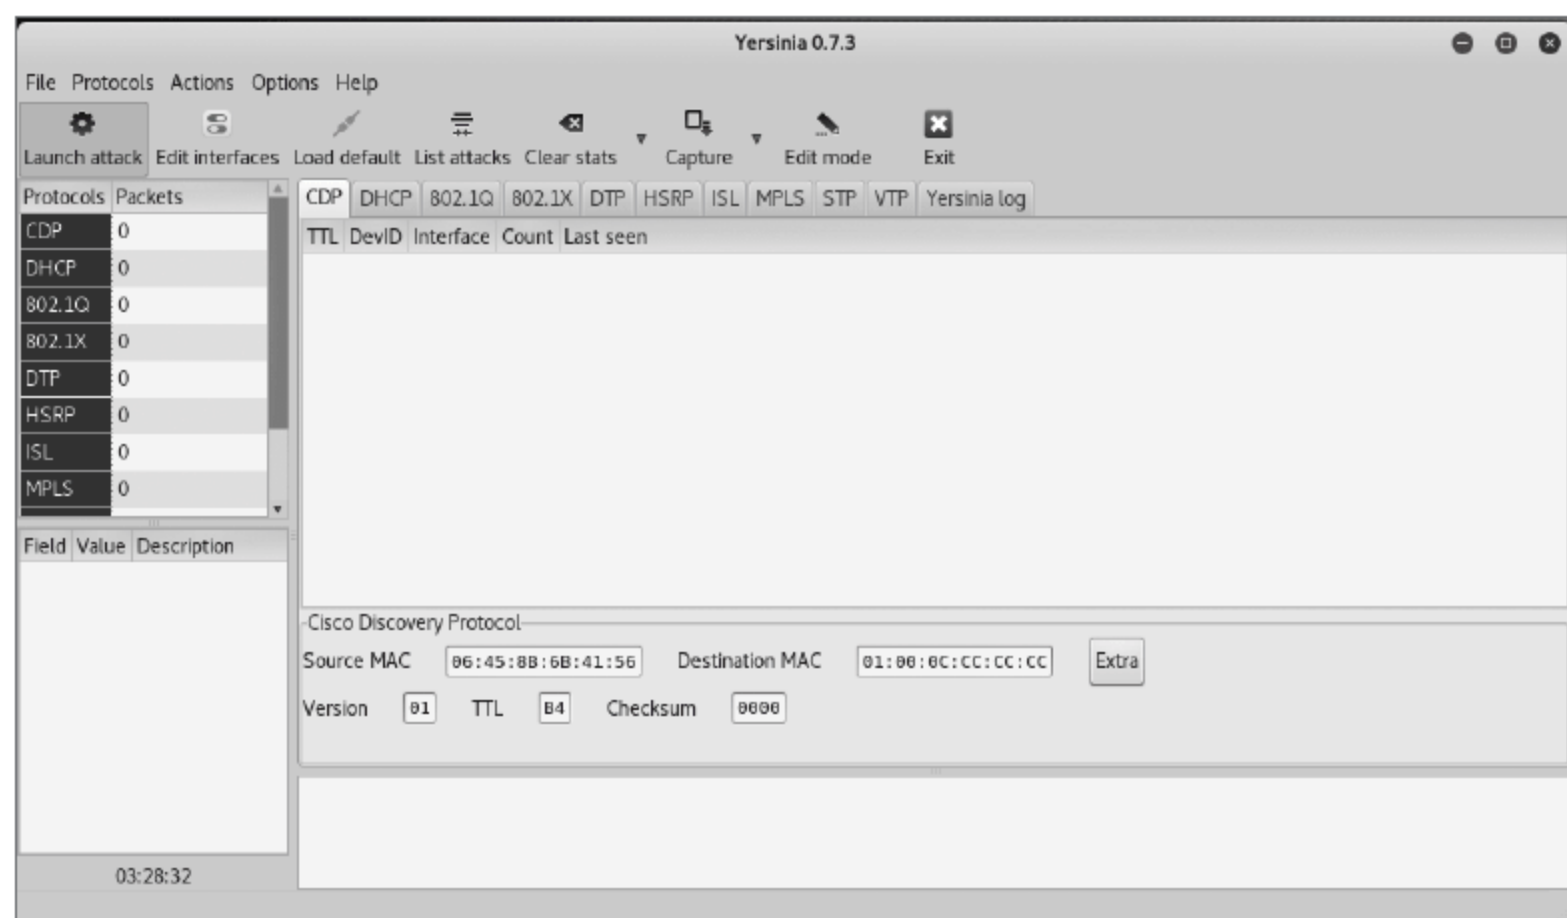 Yersinia 0.7.3
File Protocols Actions Options Help
Launch attack Edit interfaces Load default List attacks Clear stats Capture Edit mode Exit
Protocols Packets
CDP 0
DHCP 0
802.1Q 0
802.1X 0
DTP 0
HSRP 0
ISL 0
MPLS 0
Field Value Description
03:28:32
CDP DHCP 802.1Q 802.1X DTP HSRP ISL MPLS STP VTP Yersinia log
TTL DevID Interface Count Last seen
Cisco Discovery Protocol
Source MAC 06:45:8B:6B:41:56 Destination MAC 01:00:0C:CC:CC:CC Extra
Version 01 TTL B4 Checksum 0000